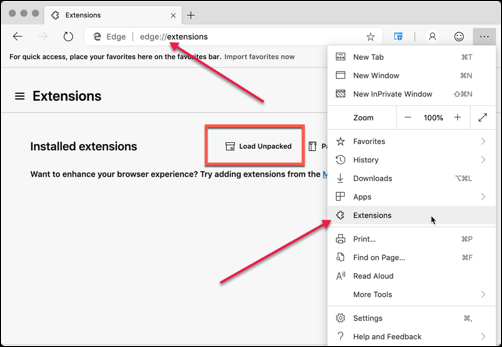 Extensions
Edge
edge://extensions
For quick access, place your favorites here on the favorites bar. Import favorites now
Extensions
Installed extensions
Load Unpacked
Want to enhance your browser experience? Try adding extensions from the
New Tab ⌘T
New Window ⌘N
New InPrivate Window ⇧⌘N
Zoom — 100% +
Favorites
History
Downloads ⌥⌘L
Apps
Extensions
Print... ⌘P
Find on Page... ⌘F
Read Aloud
More Tools
Settings ⌘,
Help and Feedback